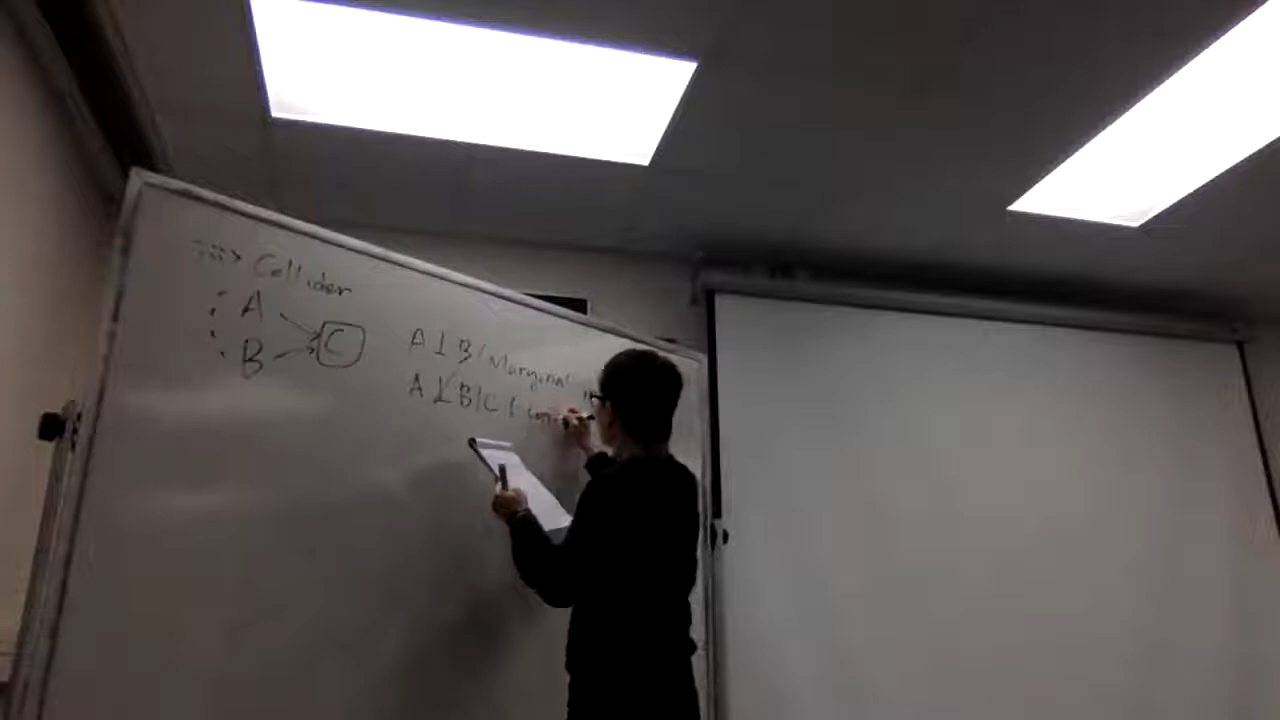 Collider
A
B
C
A ⊥ B (Marginal
A ⊥̸ B | C (